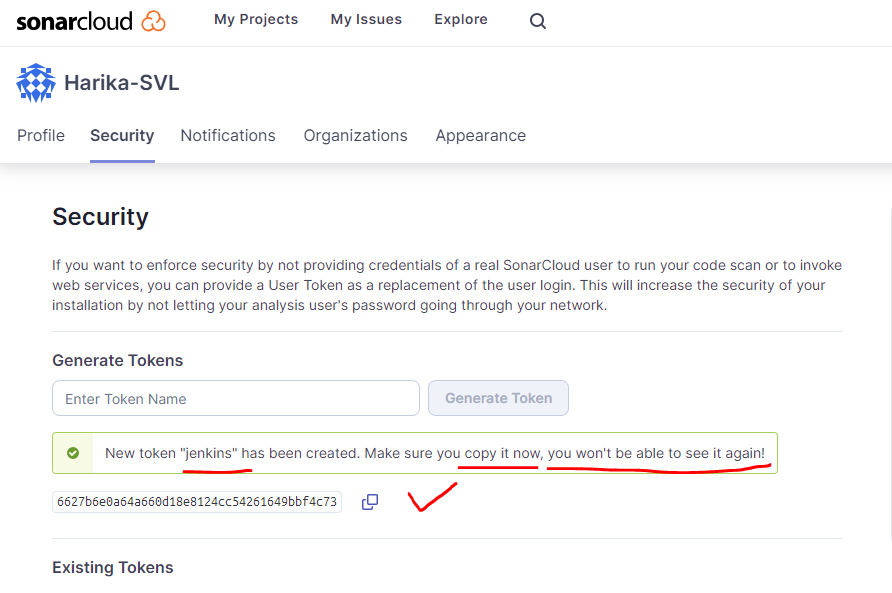 sonarcloud My Projects My Issues Explore
Harika-SVL
Profile Security Notifications Organizations Appearance
Security
If you want to enforce security by not providing credentials of a real SonarCloud user to run your code scan or to invoke
web services, you can provide a User Token as a replacement of the user login. This will increase the security of your
installation by not letting your analysis user's password going through your network.
Generate Tokens
Enter Token Name Generate Token
New token "jenkins" has been created. Make sure you copy it now, you won't be able to see it again!
6627b6e0a64a660d18e8124cc54261649bbf4c73
Existing Tokens